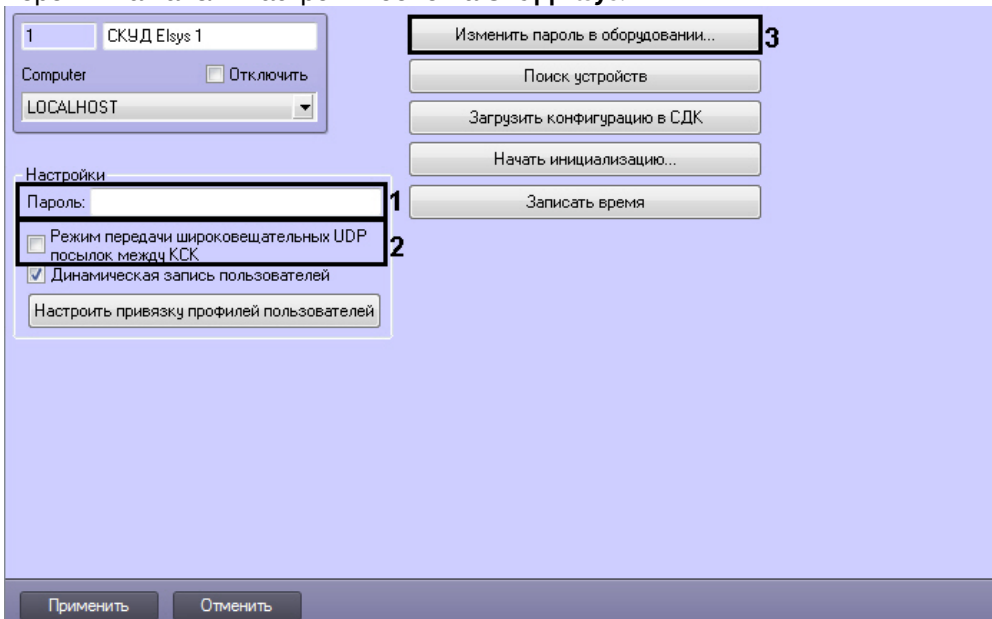 1 СКУД Elsys 1
Computer Отключить
LOCALHOST
Настройки
Пароль: 1
Режим передачи широковещательных UDP
посылок между КСК 2
Динамическая запись пользователей
Настроить привязку профилей пользователей
Изменить пароль в оборудовании... 3
Поиск устройств
Загрузить конфигурацию в СДК
Начать инициализацию...
Записать время
Применить Отменить